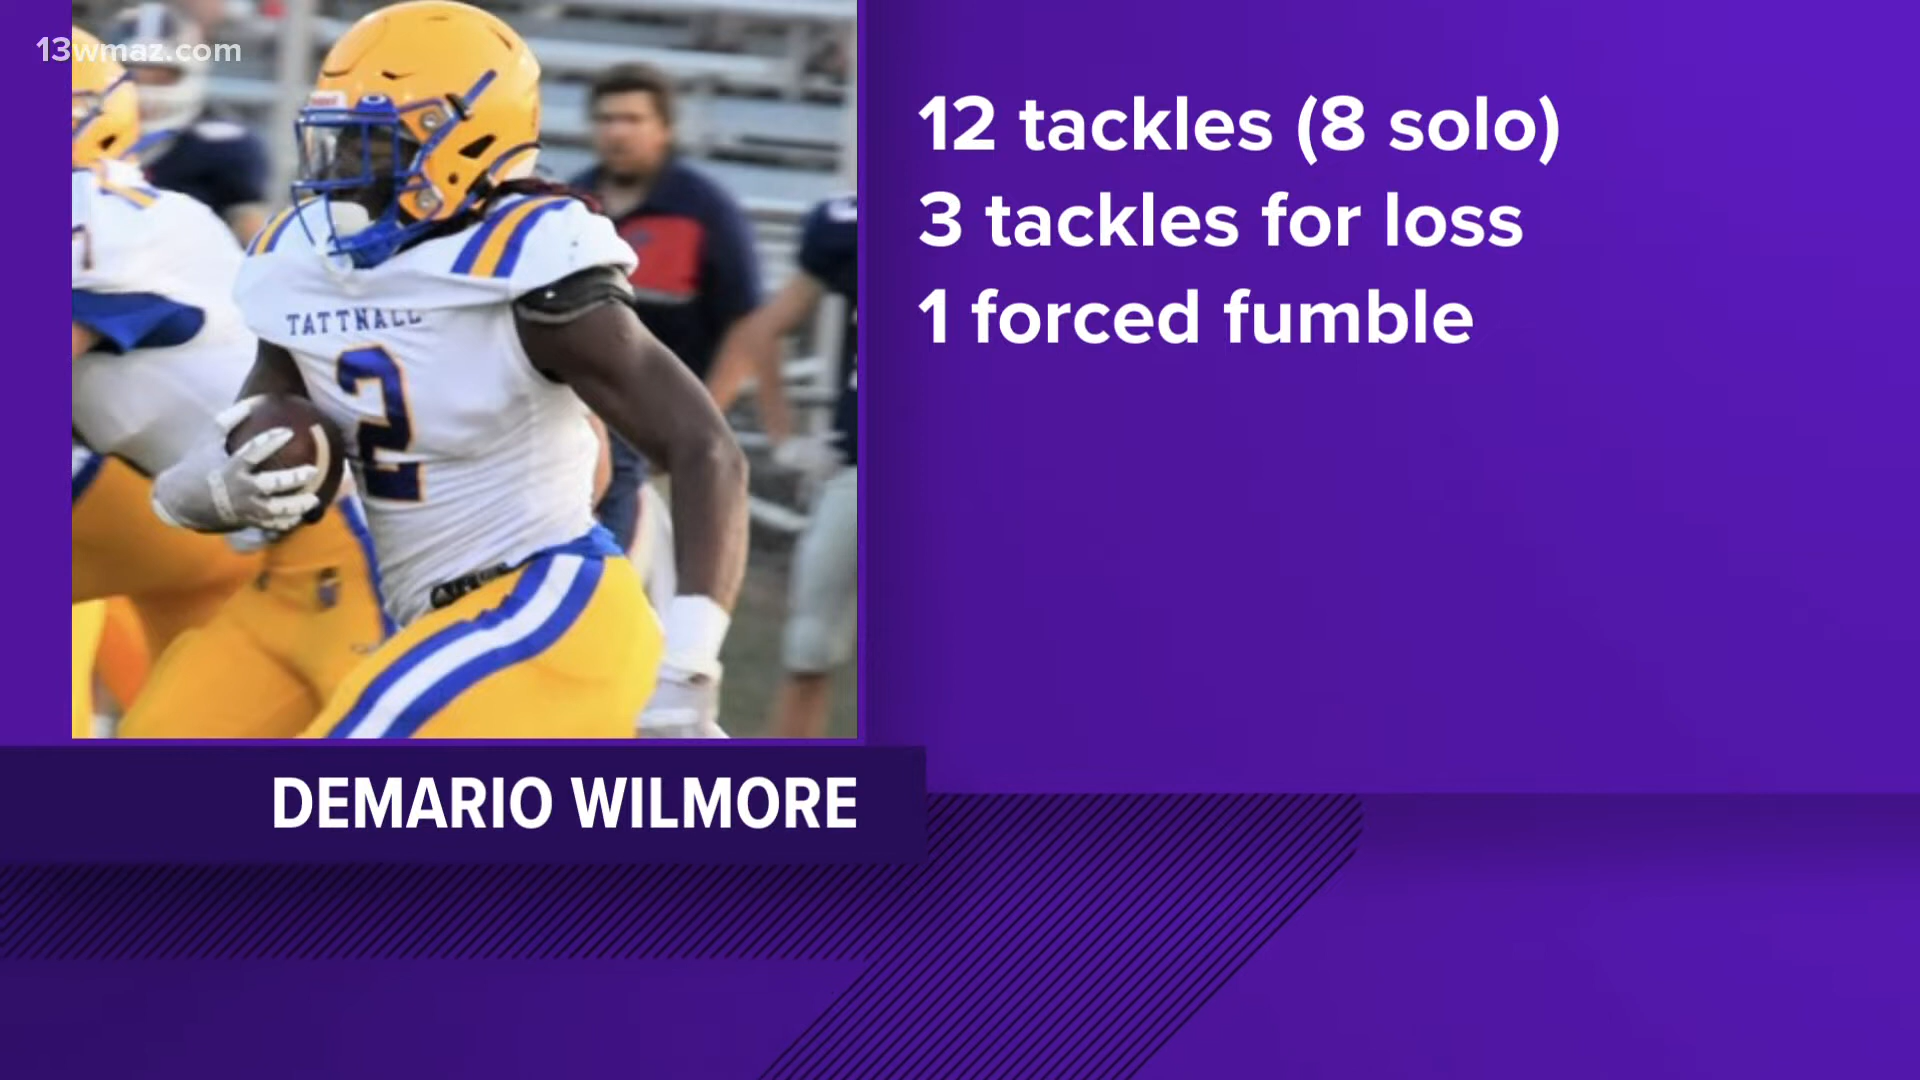 13wmaz.com
TATTNALL
2
12 tackles (8 solo)
3 tackles for loss
1 forced fumble
DEMARIO WILMORE